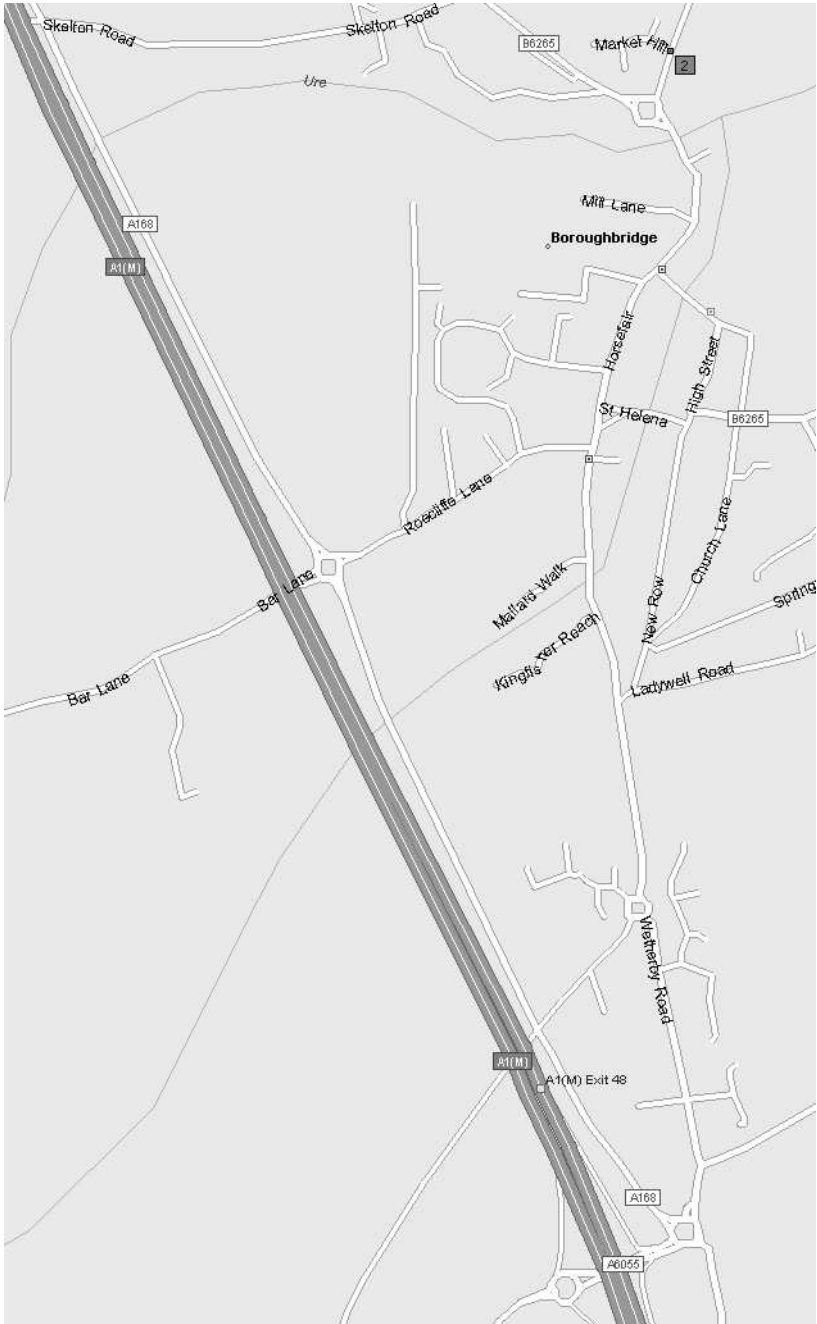 Skelton Road
Skelton Road
B6265
Market Hill
2
Ure
Mill Lane
A168
Boroughbridge
A1(M)
Horsefair
High Street
St Helena
B6265
Roecliffe Lane
Church Lane
Bar Lane
Mallard Walk
New Row
Spring
Kingfis
er Reach
Ladywell Road
Bar Lane
Wetherby Road
A1(M)
A1(M) Exit 48
A168
A6055